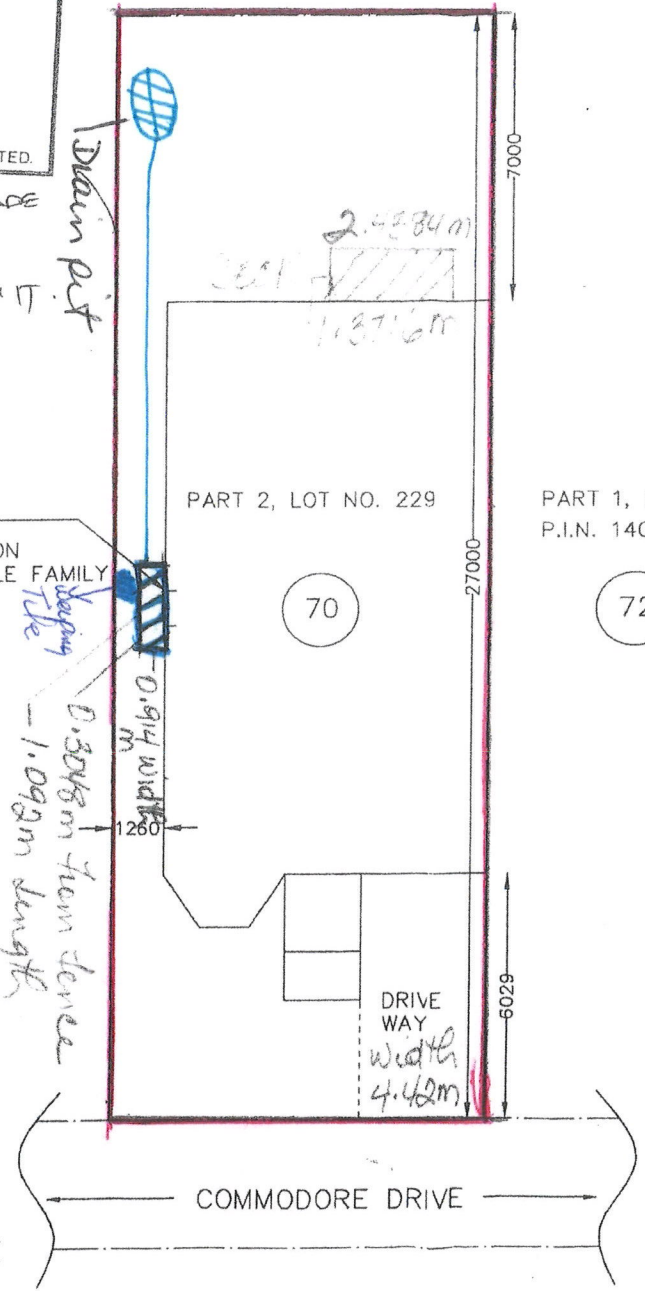 TED.
Drain pit
7000
2.4384m
1.3716m
PART 2, LOT NO. 229
PART 1,
P.I.N. 140
ON
LE FAMILY
Weeping
Tile
70
72
27000
0.914 width
m
0.3048m from fence
- 1.092m Length
1260
6029
DRIVE
WAY
Width
4.42m
COMMODORE DRIVE